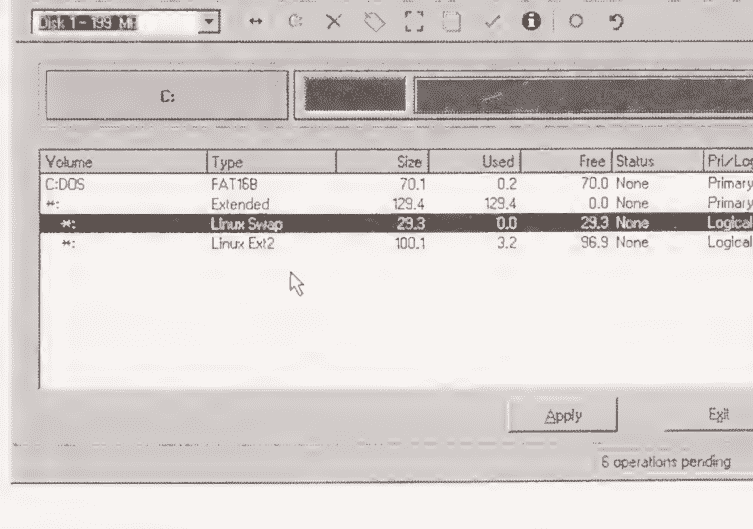 Disk 1 - 199 MB
C:
Volume Type Size Used Free Status Pri/Log
C:DOS FAT16B 70.1 0.2 70.0 None Primary
*: Extended 129.4 129.4 0.0 None Primary
*: Linux Swap 29.3 0.0 29.3 None Logical
*: Linux Ext2 100.1 3.2 96.9 None Logical
Apply Exit
6 operations pending